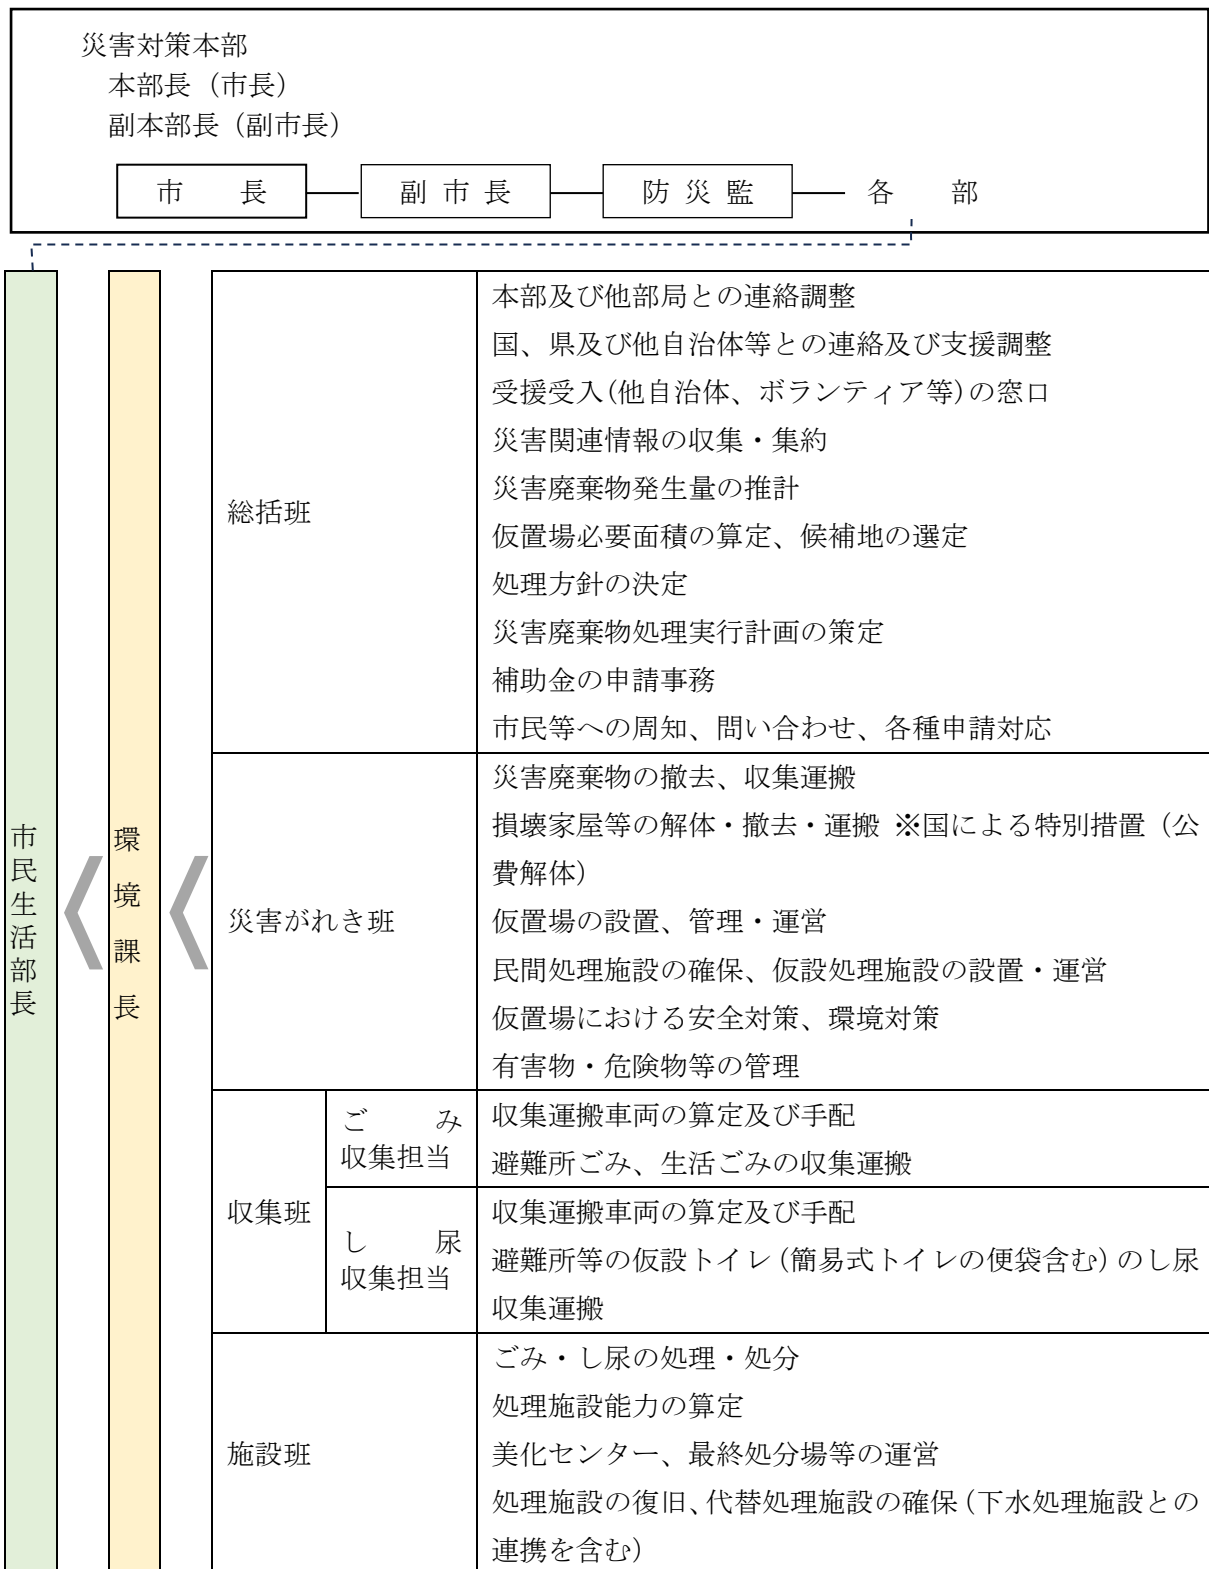 災害対策本部
本部長（市長）
副本部長（副市長）
市　長
副市長
防災監
各　部
市民生活部長
環境課長
総括班
本部及び他部局との連絡調整
国、県及び他自治体等との連絡及び支援調整
受援受入(他自治体、ボランティア等)の窓口
災害関連情報の収集・集約
災害廃棄物発生量の推計
仮置場必要面積の算定、候補地の選定
処理方針の決定
災害廃棄物処理実行計画の策定
補助金の申請事務
市民等への周知、問い合わせ、各種申請対応
災害がれき班
災害廃棄物の撤去、収集運搬
損壊家屋等の解体・撤去・運搬 ※国による特別措置（公
費解体）
仮置場の設置、管理・運営
民間処理施設の確保、仮設処理施設の設置・運営
仮置場における安全対策、環境対策
有害物・危険物等の管理
収集班
ごみ
収集担当
収集運搬車両の算定及び手配
避難所ごみ、生活ごみの収集運搬
し尿
収集担当
収集運搬車両の算定及び手配
避難所等の仮設トイレ(簡易式トイレの便袋含む)のし尿
収集運搬
施設班
ごみ・し尿の処理・処分
処理施設能力の算定
美化センター、最終処分場等の運営
処理施設の復旧、代替処理施設の確保(下水処理施設との
連携を含む)